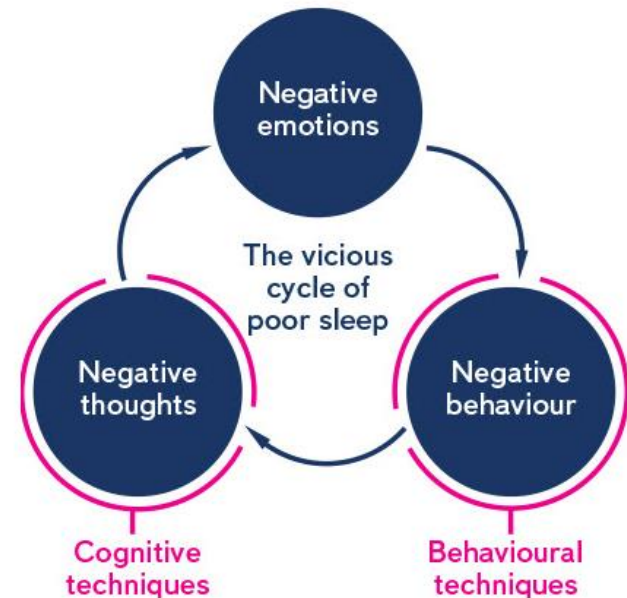 Negative
emotions
The vicious
cycle of
poor sleep
Negative
thoughts
Negative
behaviour
Cognitive
techniques
Behavioural
techniques